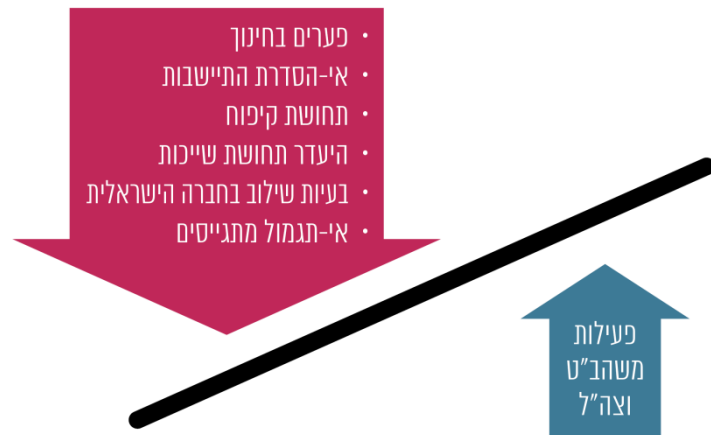 • פערים בחינוך
• אי-הסדרת התיישבות
• תחושת קיפוח
• היעדר תחושת שייכות
• בעיות שילוב בחברה הישראלית
• אי-תגמול מתגייסים
פעילות
משהב"ט
וצה"ל